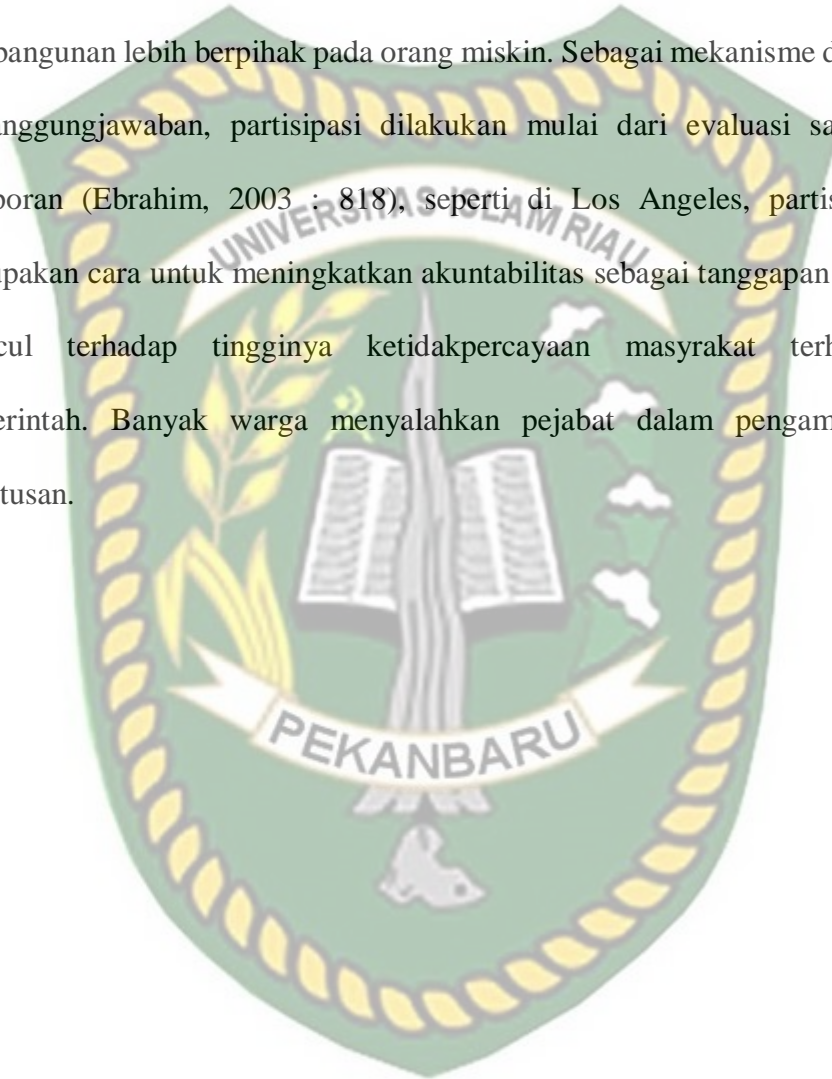 bangunan lebih berpihak pada orang miskin. Sebagai mekanisme d
anggungjawaban, partisipasi dilakukan mulai dari evaluasi sa
poran (Ebrahim, 2003 : 818), seperti di Los Angeles, partis
upakan cara untuk meningkatkan akuntabilitas sebagai tanggapan
cul terhadap tingginya ketidakpercayaan masyrakat terh
erintah. Banyak warga menyalahkan pejabat dalam pengam
tusan.
UNIVERSITAS ISLAM RIAU
PEKANBARU